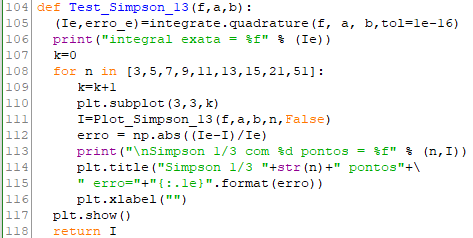 104 def Test_Simpson_13(f,a,b):
105   (Ie,erro_e)=integrate.quadrature(f, a, b,tol=1e-16)
106   print("integral exata = %f" % (Ie))
107   k=0
108   for n in [3,5,7,9,11,13,15,21,51]:
109      k=k+1
110      plt.subplot(3,3,k)
111      I=Plot_Simpson_13(f,a,b,n,False)
112      erro = np.abs((Ie-I)/Ie)
113      print("\nSimpson 1/3 com %d pontos = %f" % (n,I))
114      plt.title("Simpson 1/3 "+str(n)+" pontos"+\
115      " erro="+"{:.1e}".format(erro))
116      plt.xlabel("")
117   plt.show()
118   return I